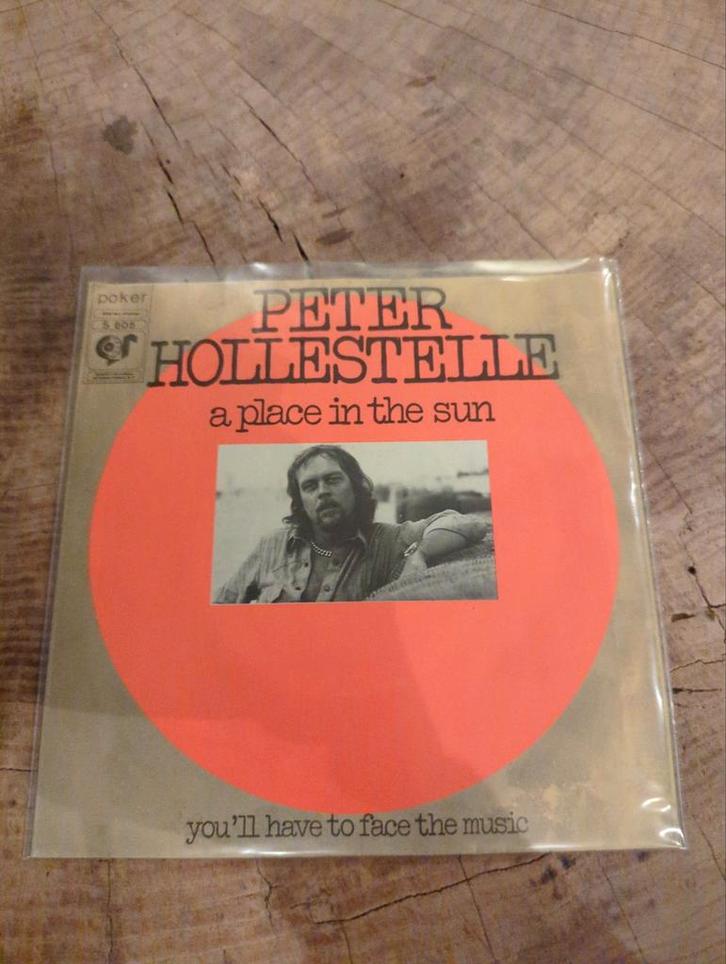 poker
S 605
PETER
HOLLESTELLE
a place in the sun
you'll have to face the music